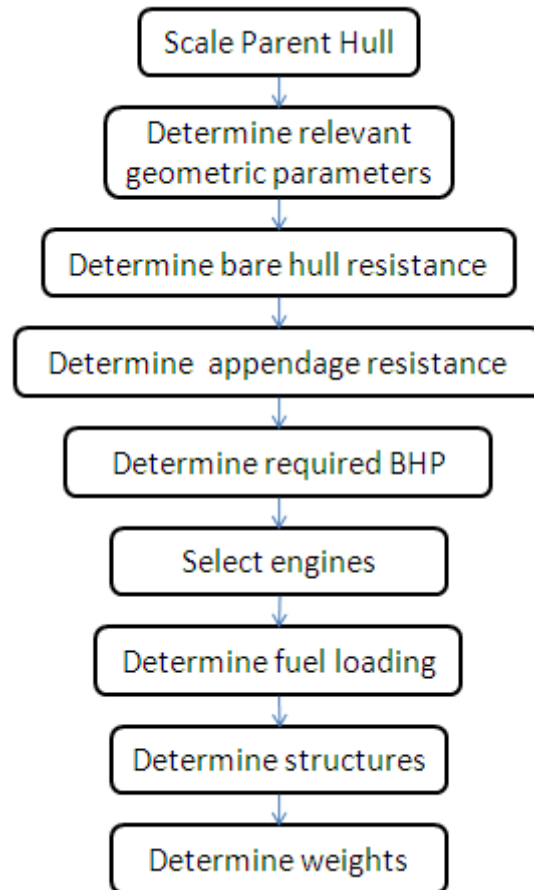 Scale Parent Hull
Determine relevant
geometric parameters
Determine bare hull resistance
Determine appendage resistance
Determine required BHP
Select engines
Determine fuel loading
Determine structures
Determine weights